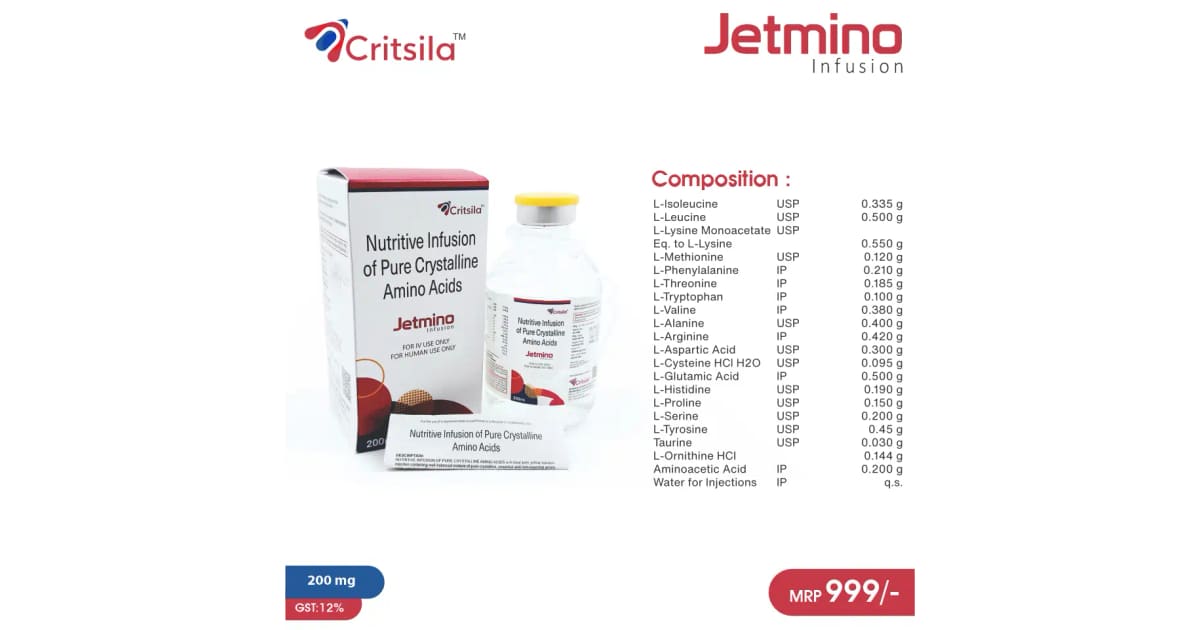 Critsila™
Jetmino
Infusion
Critsila
Nutritive Infusion
of Pure Crystalline
Amino Acids
Jetmino
Infusion
FOR IV USE ONLY
FOR HUMAN USE ONLY
200
Critsila
Nutritive Infusion
of Pure Crystalline
Amino Acids
Jetmino
Critsila
Nutritive Infusion of Pure Crystalline
Amino Acids
DESCRIPTION:
Composition :
L-Isoleucine USP 0.335 g
L-Leucine USP 0.500 g
L-Lysine Monoacetate USP
Eq. to L-Lysine 0.550 g
L-Methionine USP 0.120 g
L-Phenylalanine IP 0.210 g
L-Threonine IP 0.185 g
L-Tryptophan IP 0.100 g
L-Valine IP 0.380 g
L-Alanine USP 0.400 g
L-Arginine IP 0.420 g
L-Aspartic Acid USP 0.300 g
L-Cysteine HCl H2O USP 0.095 g
L-Glutamic Acid IP 0.500 g
L-Histidine USP 0.190 g
L-Proline USP 0.150 g
L-Serine USP 0.200 g
L-Tyrosine USP 0.45 g
Taurine USP 0.030 g
L-Ornithine HCl 0.144 g
Aminoacetic Acid IP 0.200 g
Water for Injections IP q.s.
200 mg
GST:12%
MRP 999/-